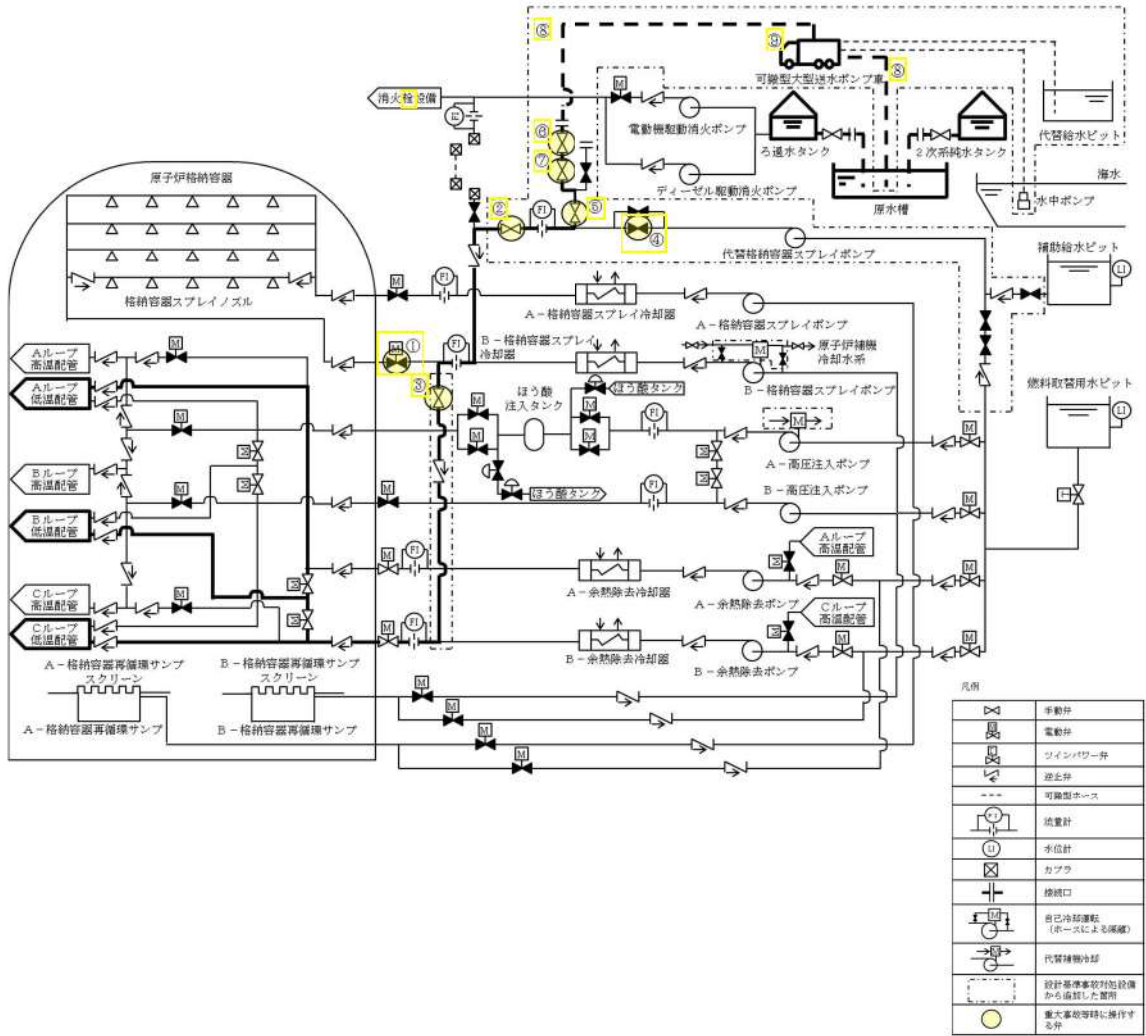 ⑧
⑨
可搬型大型送水ポンプ車
⑧
消火栓設備
M
FI
電動機駆動消火ポンプ
⑥
⑦
ろ過水タンク
2次系純水タンク
代替給水ピット
海水
ディーゼル駆動消火ポンプ
原水槽
水中ポンプ
原子炉格納容器
②
FI
⑤
④
代替格納容器スプレイポンプ
補助給水ピット
LI
M
FI
格納容器スプレイノズル
A-格納容器スプレイ冷却器
A-格納容器スプレイポンプ
M
①
FI
B-格納容器スプレイ
冷却器
M
原子炉補機
冷却水系
B-格納容器スプレイポンプ
Aループ
高温配管
M
Aループ
低温配管
③
M
M
ほう酸
注入タンク
ほう酸タンク
M
M
FI
M
A-高圧注入ポンプ
M
燃料取替用水ピット
LI
M
M
M
M
M
Bループ
高温配管
M
M
ほう酸タンク
FI
B-高圧注入ポンプ
M
Bループ
低温配管
Aループ
高温配管
M
FI
M
M
M
M
A-余熱除去冷却器
A-余熱除去ポンプ
Cループ
高温配管
M
M
Cループ
高温配管
Cループ
低温配管
M
FI
M
M
M
B-余熱除去冷却器
B-余熱除去ポンプ
A-格納容器再循環サンプ
スクリーン
B-格納容器再循環サンプ
スクリーン
M
M
A-格納容器再循環サンプ
B-格納容器再循環サンプ
M
M
凡例
手動弁
M
電動弁
ツインパワー弁
逆止弁
可搬型ホース
FI
流量計
LI
水位計
カプラ
接続口
M
自己冷却運転
(ホースによる隔離)
M
代替補機冷却
設計基準事故対処設備
から追加した箇所
重大事故等時に操作す
る弁